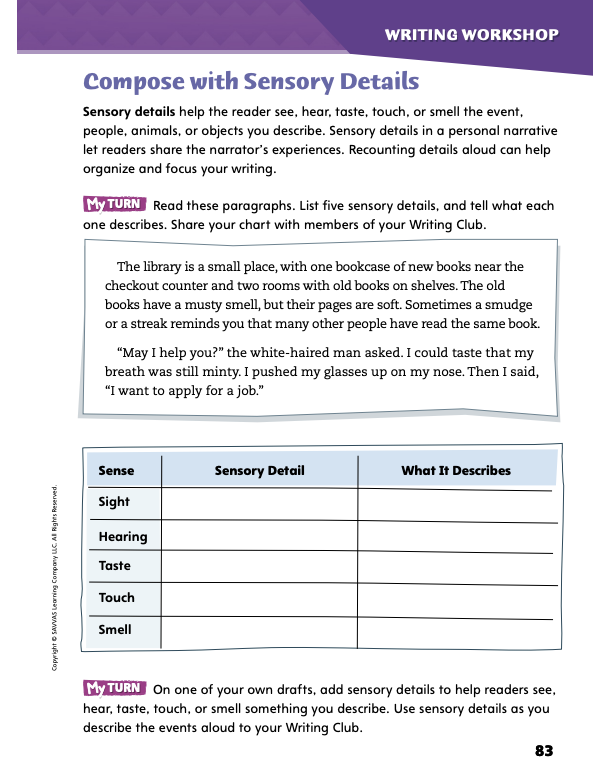 WRITING WORKSHOP
Compose with Sensory Details
Sensory details help the reader see, hear, taste, touch, or smell the event,
people, animals, or objects you describe. Sensory details in a personal narrative
let readers share the narrator’s experiences. Recounting details aloud can help
organize and focus your writing.
My TURN Read these paragraphs. List five sensory details, and tell what each
one describes. Share your chart with members of your Writing Club.
The library is a small place, with one bookcase of new books near the
checkout counter and two rooms with old books on shelves. The old
books have a musty smell, but their pages are soft. Sometimes a smudge
or a streak reminds you that many other people have read the same book.
“May I help you?” the white-haired man asked. I could taste that my
breath was still minty. I pushed my glasses up on my nose. Then I said,
“I want to apply for a job.”
Sense Sensory Detail What It Describes
Sight
Hearing
Taste
Touch
Smell
Copyright © SAVVAS Learning Company LLC. All Rights Reserved.
My TURN On one of your own drafts, add sensory details to help readers see,
hear, taste, touch, or smell something you describe. Use sensory details as you
describe the events aloud to your Writing Club.
83